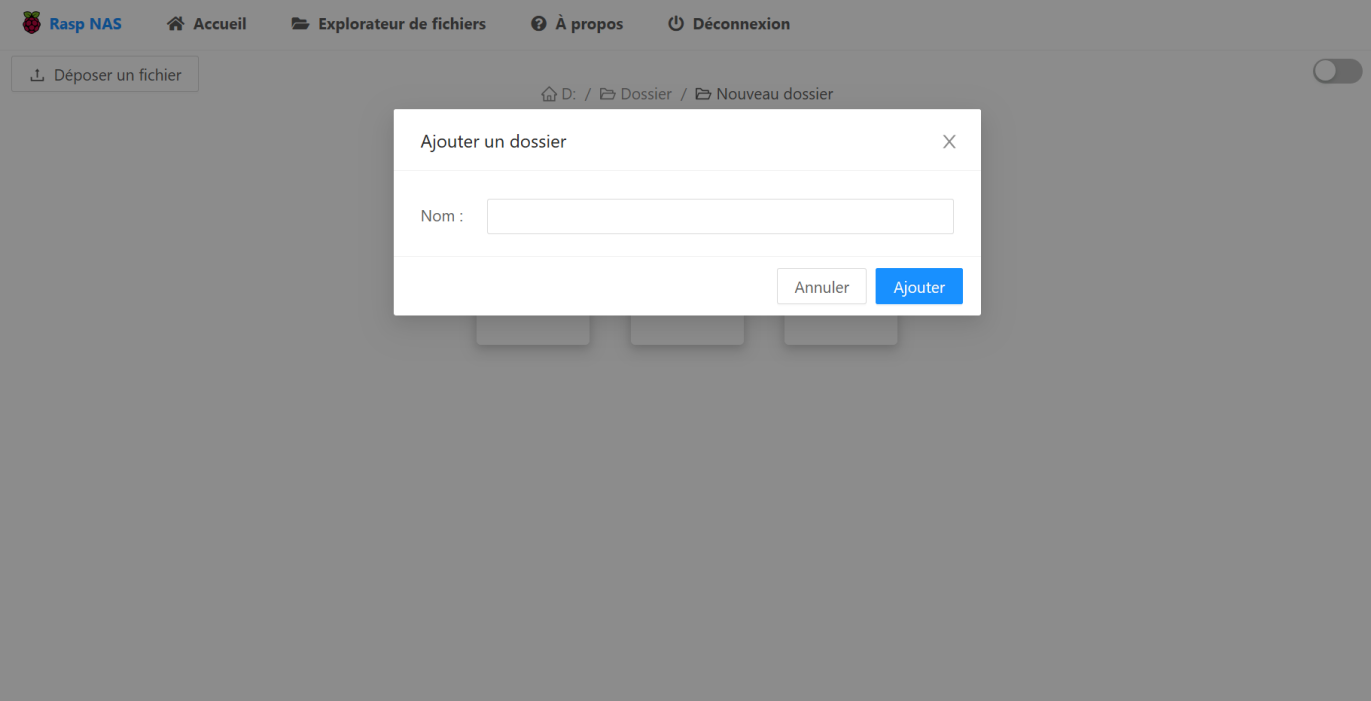 Rasp NAS Accueil Explorateur de fichiers À propos Déconnexion
Déposer un fichier
D: / Dossier / Nouveau dossier
Ajouter un dossier
Nom :
Annuler Ajouter